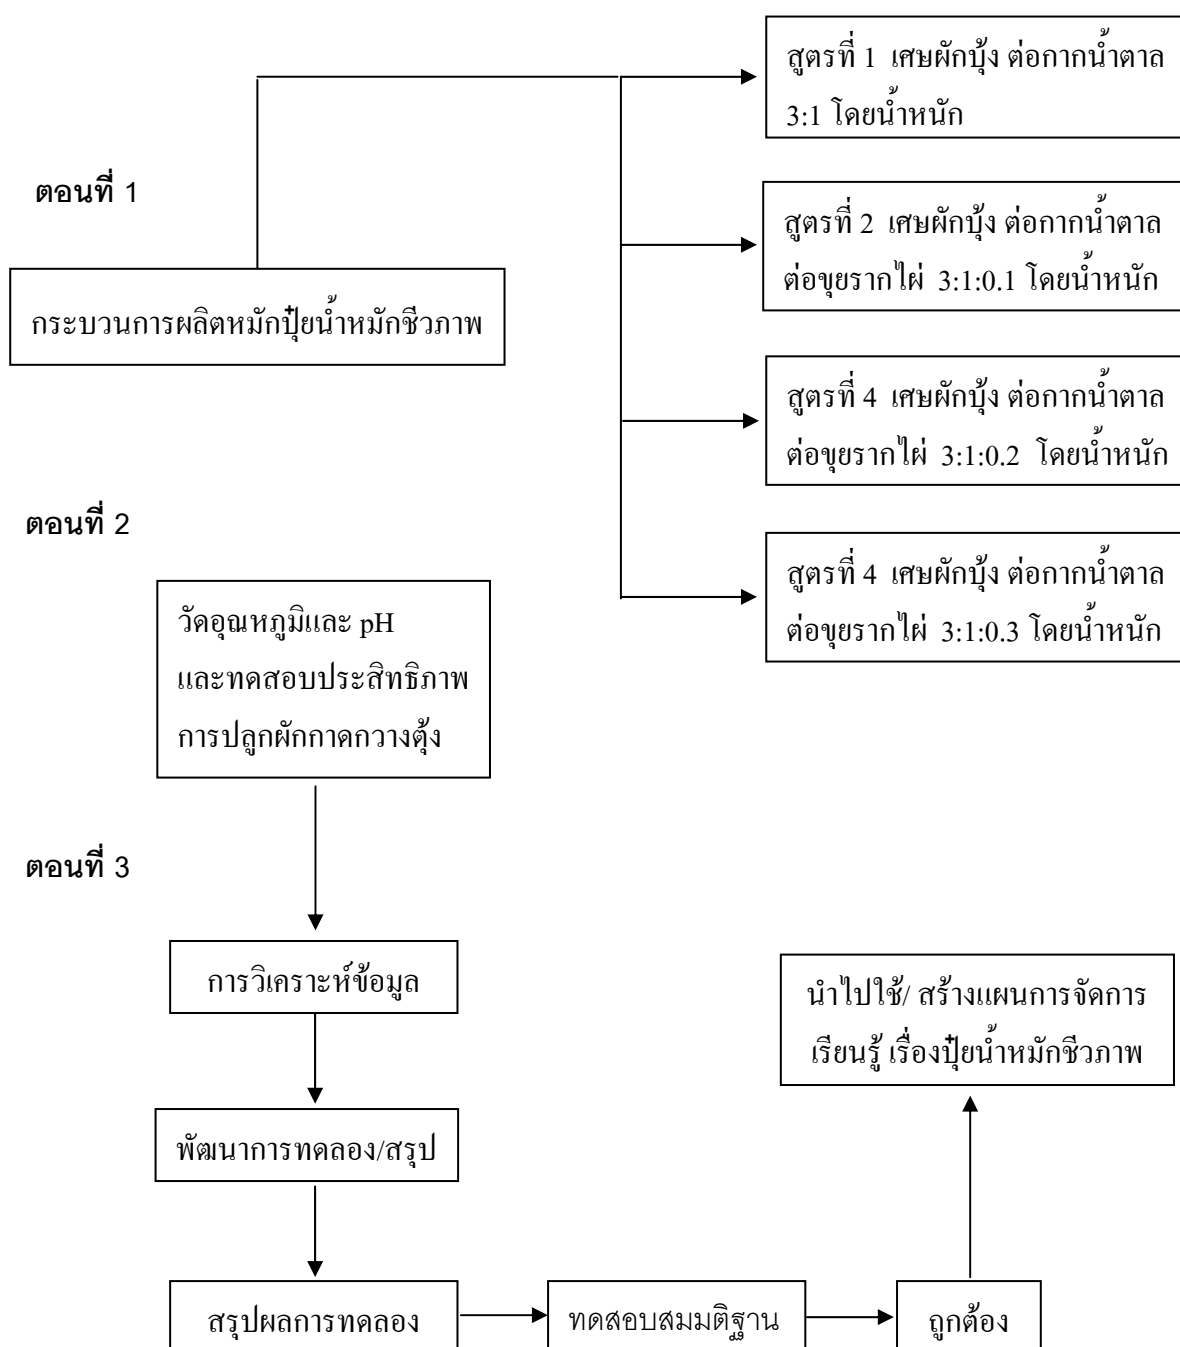 สูตรที่ 1 เศษผักบุ้ง ต่อกากน้ำตาล
3:1 โดยน้ำหนัก
ตอนที่ 1
สูตรที่ 2 เศษผักบุ้ง ต่อกากน้ำตาล
ต่อขุยรากไผ่ 3:1:0.1 โดยน้ำหนัก
กระบวนการผลิตหมักปุ๋ยน้ำหมักชีวภาพ
สูตรที่ 4 เศษผักบุ้ง ต่อกากน้ำตาล
ต่อขุยรากไผ่ 3:1:0.2 โดยน้ำหนัก
ตอนที่ 2
สูตรที่ 4 เศษผักบุ้ง ต่อกากน้ำตาล
ต่อขุยรากไผ่ 3:1:0.3 โดยน้ำหนัก
วัดอุณหภูมิและ pH
และทดสอบประสิทธิภาพ
การปลูกผักกาดกวางตุ้ง
ตอนที่ 3
การวิเคราะห์ข้อมูล
นำไปใช้/ สร้างแผนการจัดการ
เรียนรู้ เรื่องปุ๋ยน้ำหมักชีวภาพ
พัฒนาการทดลอง/สรุป
สรุปผลการทดลอง
ทดสอบสมมติฐาน
ถูกต้อง